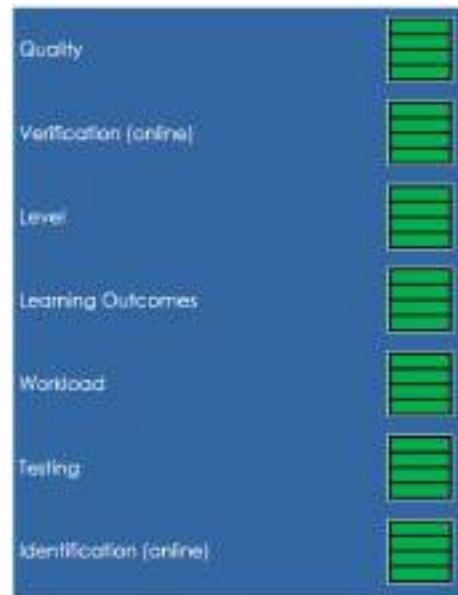 Quality
Verification (online)
Level
Learning Outcomes
Workload
Testing
Identification (online)